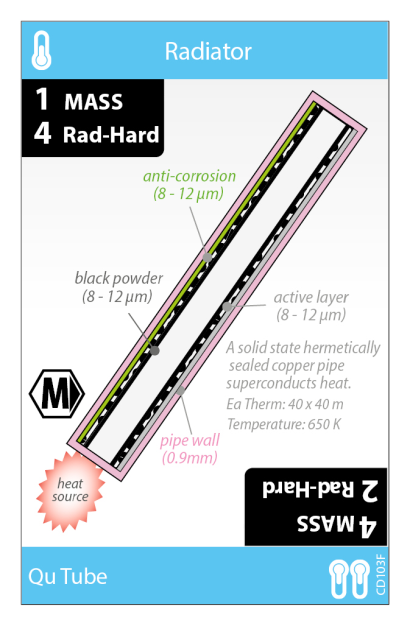 Radiator
1 MASS
4 Rad-Hard
anti-corrosion
(8 - 12 µm)
black powder
(8 - 12 µm)
active layer
(8 - 12 µm)
A solid state hermetically
sealed copper pipe
superconducts heat.
Ea Therm: 40 x 40 m
Temperature: 650 K
M
pipe wall
(0.9mm)
heat
source
4 MASS
2 Rad-Hard
Qu Tube
CD103F